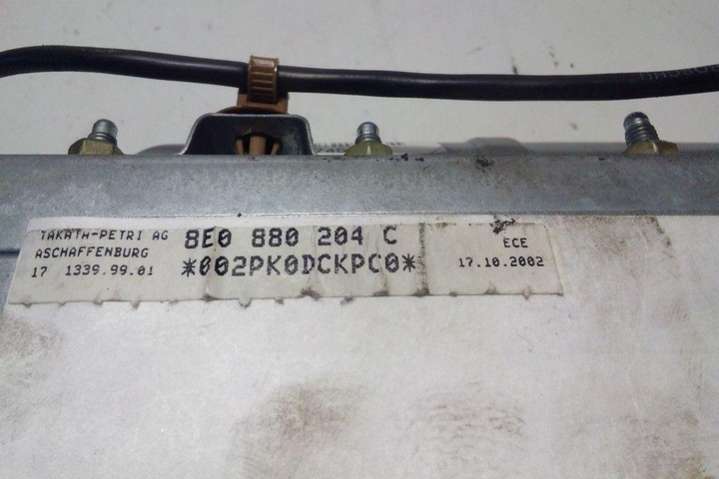 TAKATA-PETRI AG
ASCHAFFENBURG
17 1339.99.01
8E0 880 204 C
*002PK0DCKPC0*
ECE
17.10.2002